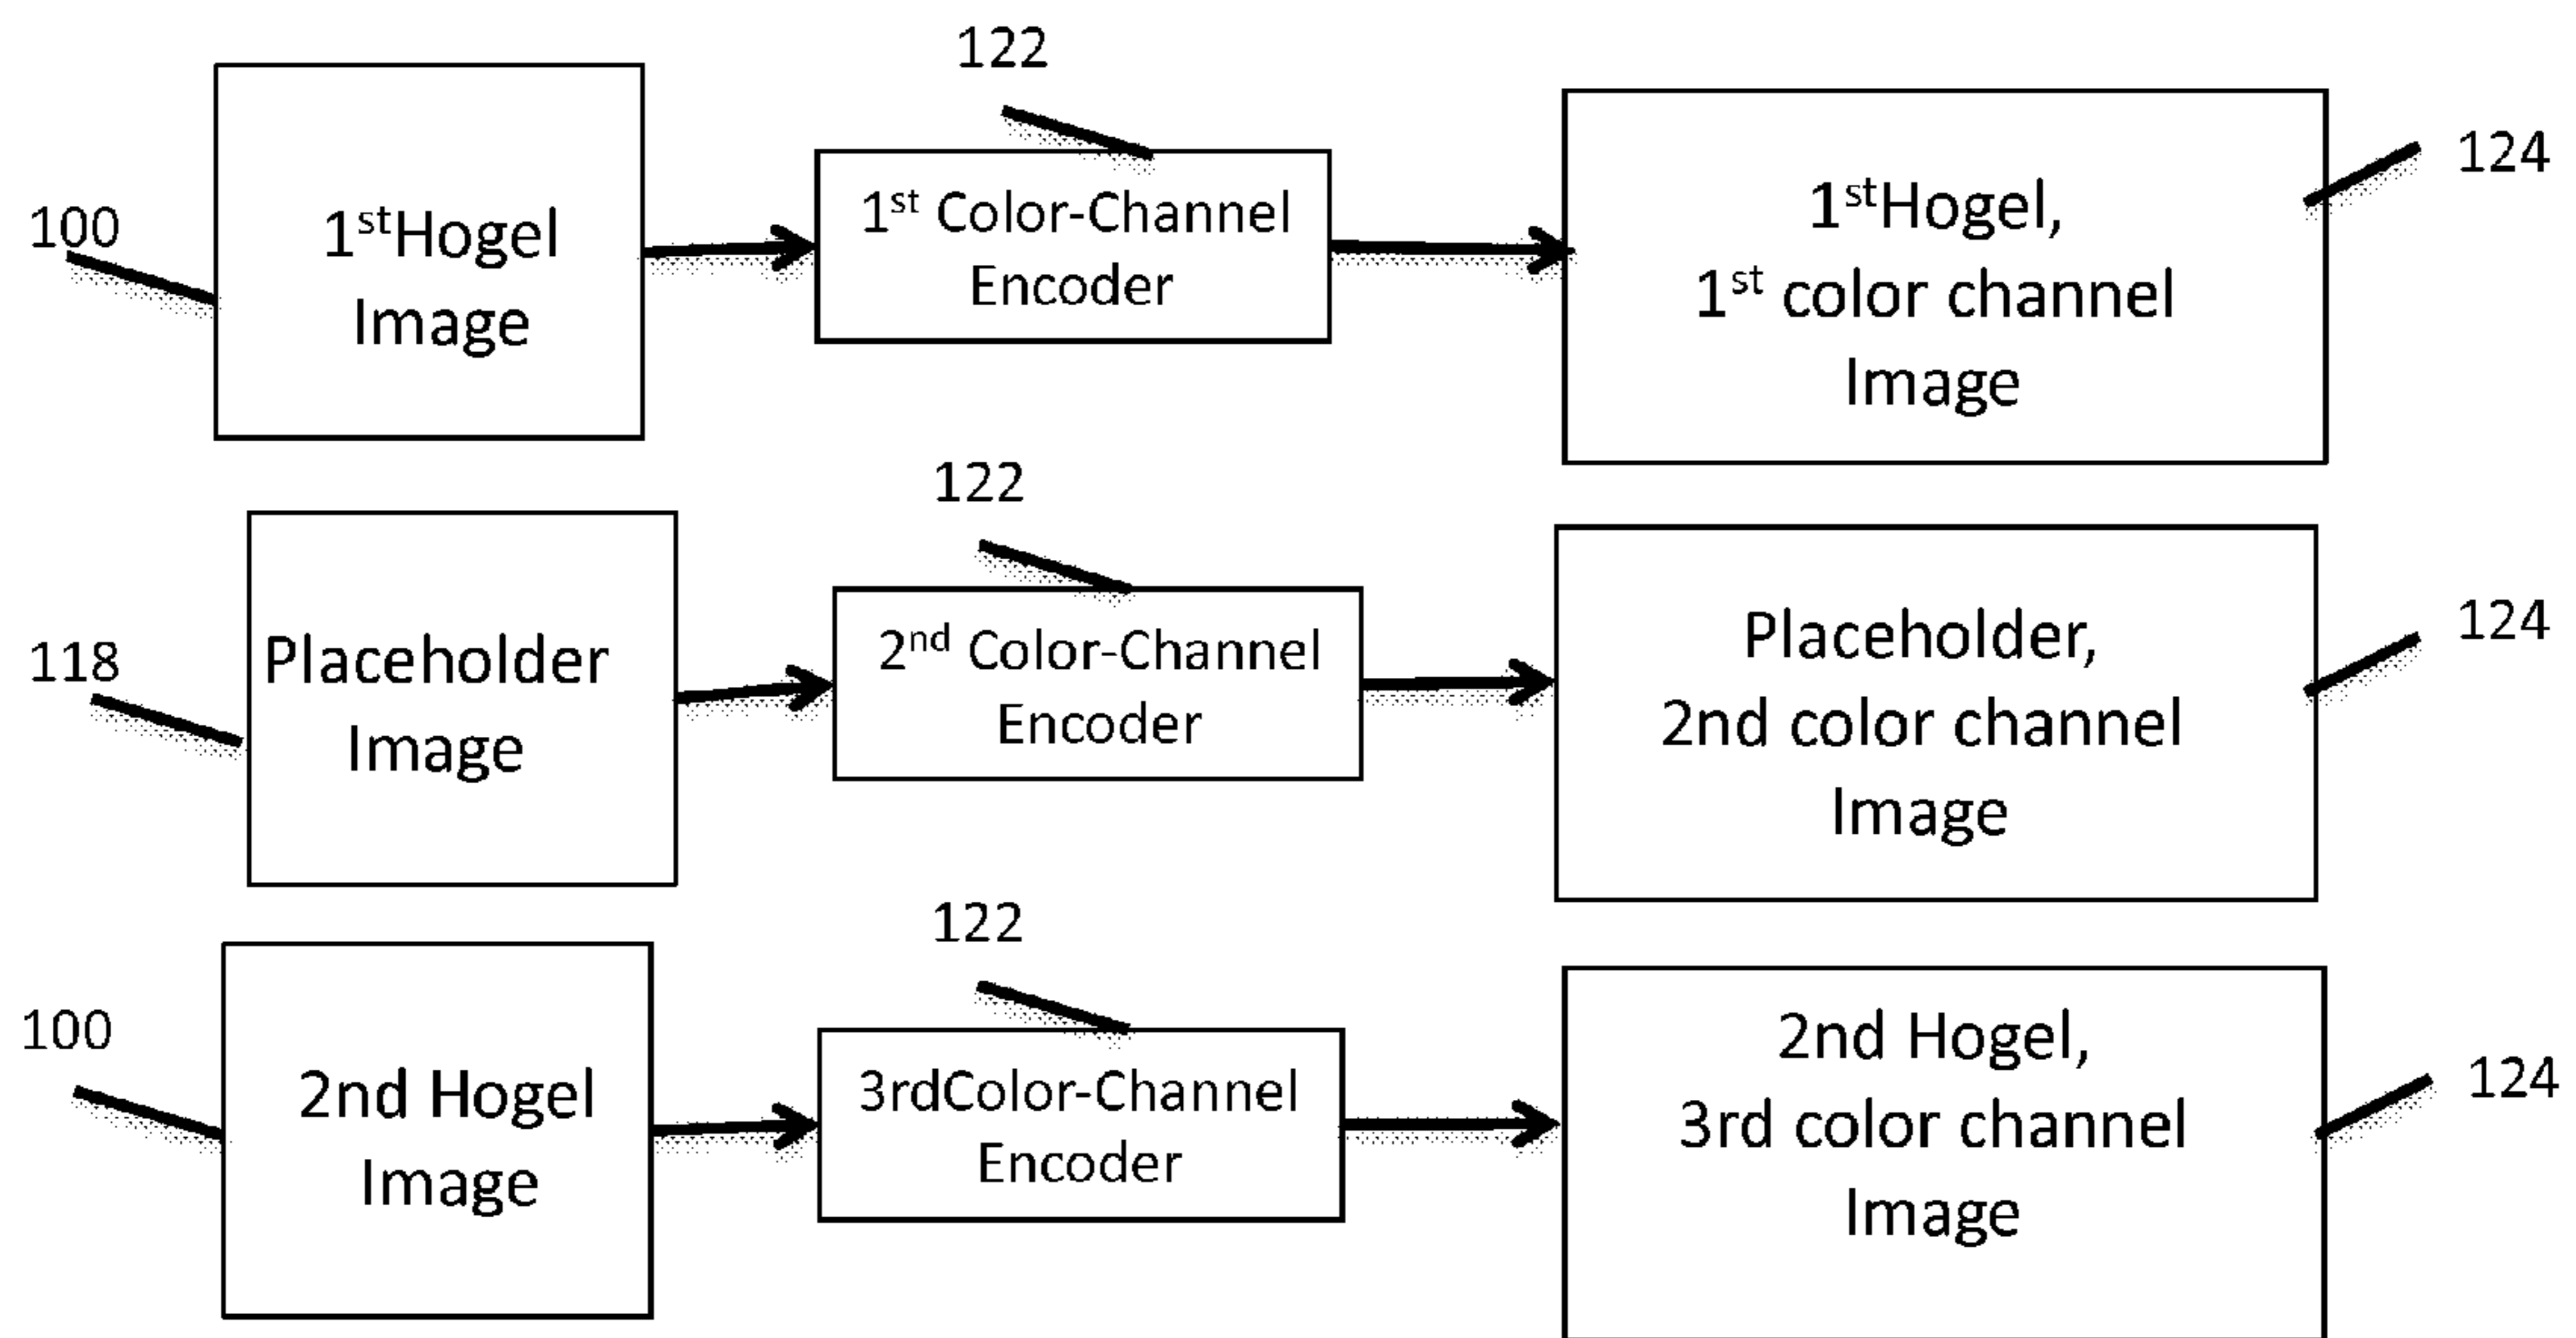 122
100
1stHogel
Image
1st Color-Channel
Encoder
1stHogel,
1st color channel
Image
124
122
118
Placeholder
Image
2nd Color-Channel
Encoder
Placeholder,
2nd color channel
Image
124
122
100
2nd Hogel
Image
3rdColor-Channel
Encoder
2nd Hogel,
3rd color channel
Image
124